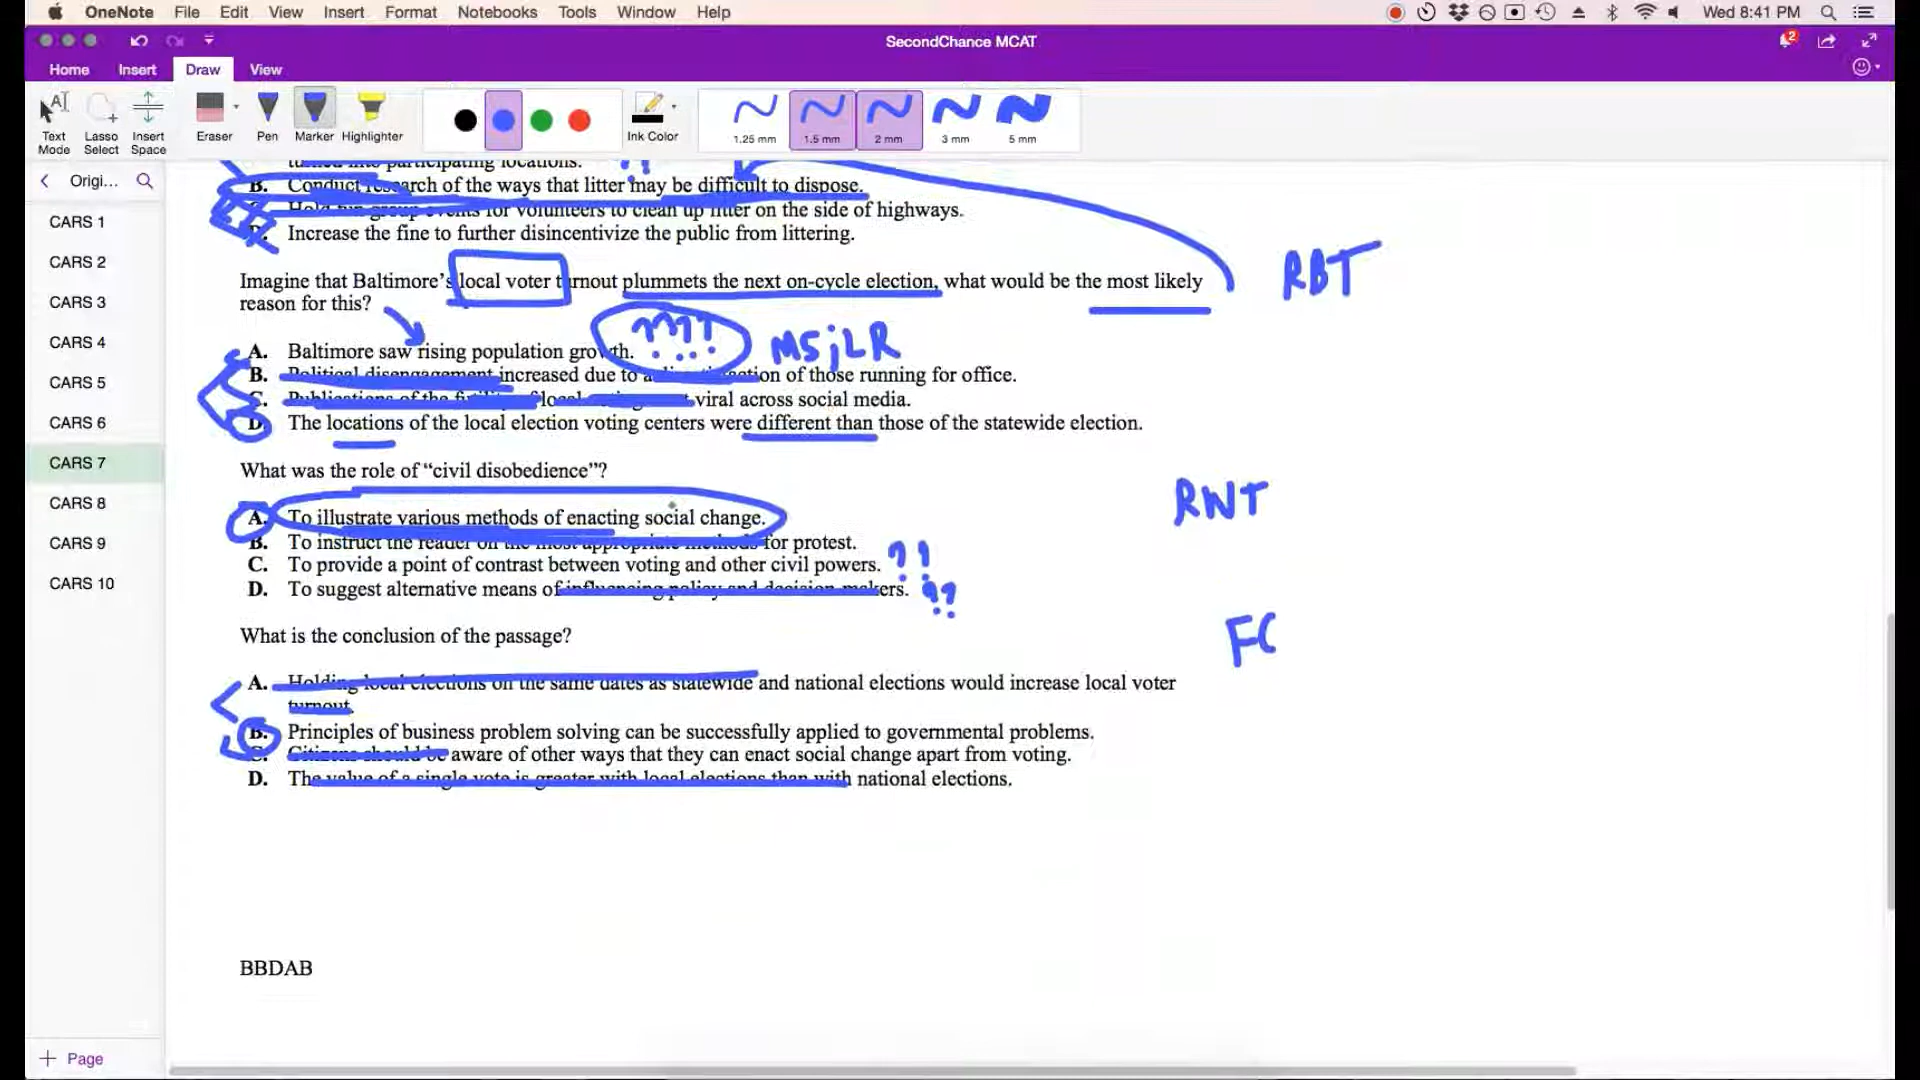 OneNote File Edit View Insert Format Notebooks Tools Window Help Wed 8:41 PM
SecondChance MCAT 2
Home Insert Draw View
Text Mode Lasso Select Insert Space Eraser Pen Marker Highlighter Ink Color 1.25 mm 1.5 mm 2 mm 3 mm 5 mm
Origi...
CARS 1
CARS 2
CARS 3
CARS 4
CARS 5
CARS 6
CARS 7
CARS 8
CARS 9
CARS 10
+ Page
turned into participating locations. ??
B. Conduct research of the ways that litter may be difficult to dispose.
C. Hold fun group events for volunteers to clean up litter on the side of highways.
D. Increase the fine to further disincentivize the public from littering.
Imagine that Baltimore's local voter turnout plummets the next on-cycle election, what would be the most likely
reason for this?
RBT
????
MS;LR
A. Baltimore saw rising population growth.
B. Political disengagement increased due to a of those running for office.
C. Publications of the futility of local viral across social media.
D. The locations of the local election voting centers were different than those of the statewide election.
What was the role of “civil disobedience”?
RWT
A. To illustrate various methods of enacting social change.
B. To instruct the reader on the most appropriate methods for protest.
C. To provide a point of contrast between voting and other civil powers. ??
D. To suggest alternative means of influencing policy and decision-makers. ??
What is the conclusion of the passage?
FC
A. Holding local elections on the same dates as statewide and national elections would increase local voter
turnout.
B. Principles of business problem solving can be successfully applied to governmental problems.
C. Citizens should be aware of other ways that they can enact social change apart from voting.
D. The value of a single vote is greater with local elections than with national elections.
BBDAB